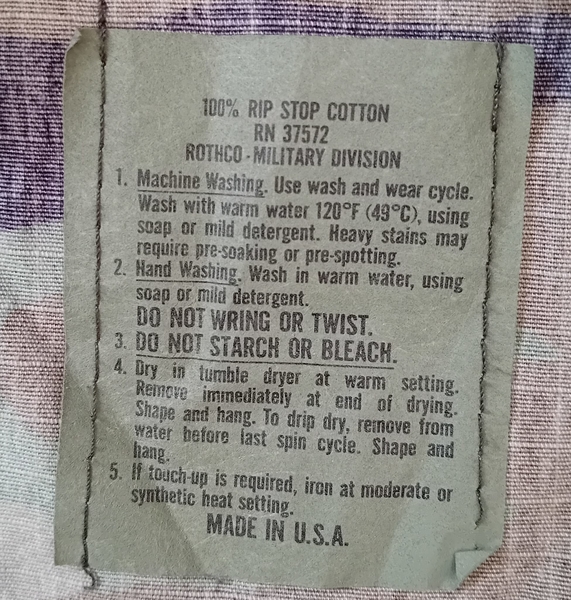 100% RIP STOP COTTON
RN 37572
ROTHCO-MILITARY DIVISION
1. Machine Washing. Use wash and wear cycle.
Wash with warm water 120°F (49°C), using
soap or mild detergent. Heavy stains may
require pre-soaking or pre-spotting.
2. Hand Washing. Wash in warm water, using
soap or mild detergent.
DO NOT WRING OR TWIST.
3. DO NOT STARCH OR BLEACH.
4. Dry in tumble dryer at warm setting.
Remove immediately at end of drying.
Shape and hang. To drip dry, remove from
water before last spin cycle. Shape and
hang.
5. If touch-up is required, iron at moderate or
synthetic heat setting.
MADE IN U.S.A.